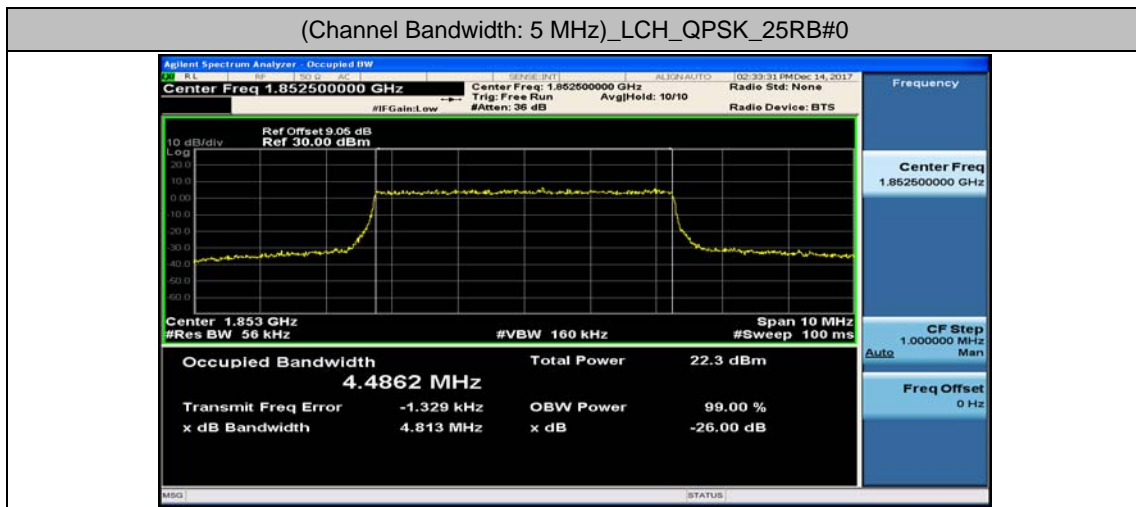 (Channel Bandwidth: 5 MHz)_LCH_QPSK_25RB#0
Agilent Spectrum Analyzer - Occupied BW
RL RF 50 Ω AC SENSE:INT ALIGN AUTO 02:33:31 PM Dec 14, 2017
Center Freq 1.852500000 GHz
Center Freq: 1.852500000 GHz
Radio Std: None
Trig: Free Run
Avg|Hold: 10/10
#IFGain:Low
#Atten: 36 dB
Radio Device: BTS
Ref Offset 9.05 dB
10 dB/div
Ref 30.00 dBm
Log
20.0
10.0
0.00
-10.0
-20.0
-30.0
-40.0
-50.0
-60.0
Center 1.853 GHz
Span 10 MHz
#Res BW 56 kHz
#VBW 160 kHz
#Sweep 100 ms
Occupied Bandwidth
4.4862 MHz
Total Power 22.3 dBm
Transmit Freq Error -1.329 kHz
OBW Power 99.00 %
x dB Bandwidth 4.813 MHz
x dB -26.00 dB
MSG
STATUS
Frequency
Center Freq
1.852500000 GHz
CF Step
1.000000 MHz
Auto Man
Freq Offset
0 Hz